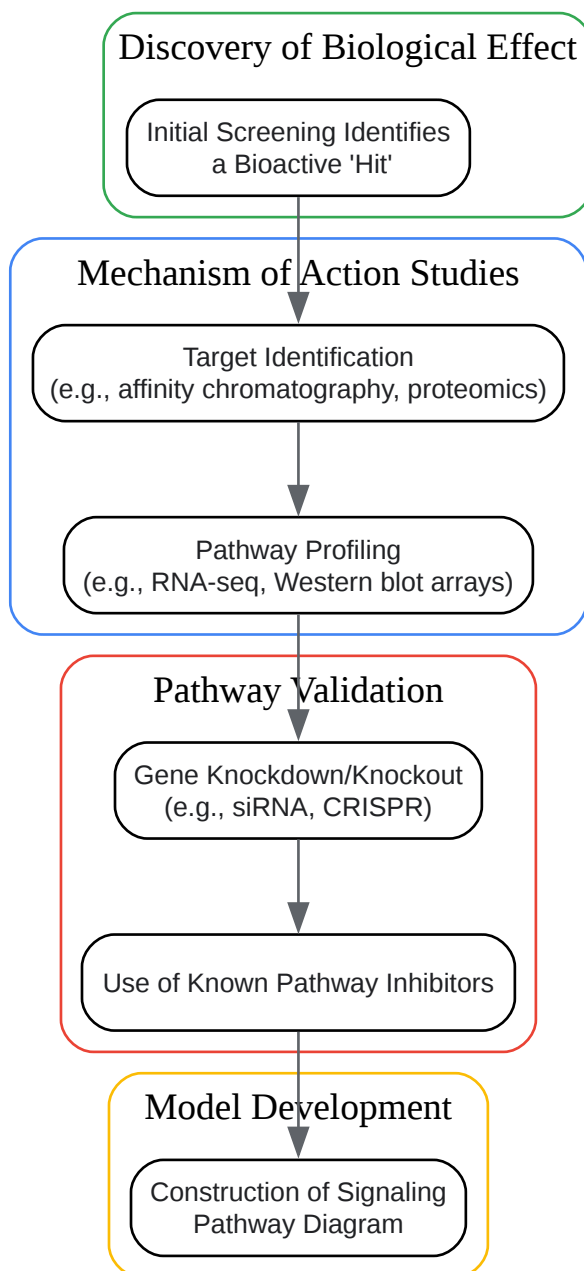 Discovery of Biological Effect
Initial Screening Identifies
a Bioactive 'Hit'
Mechanism of Action Studies
Target Identification
(e.g., affinity chromatography, proteomics)
Pathway Profiling
(e.g., RNA-seq, Western blot arrays)
Pathway Validation
Gene Knockdown/Knockout
(e.g., siRNA, CRISPR)
Use of Known Pathway Inhibitors
Model Development
Construction of Signaling
Pathway Diagram